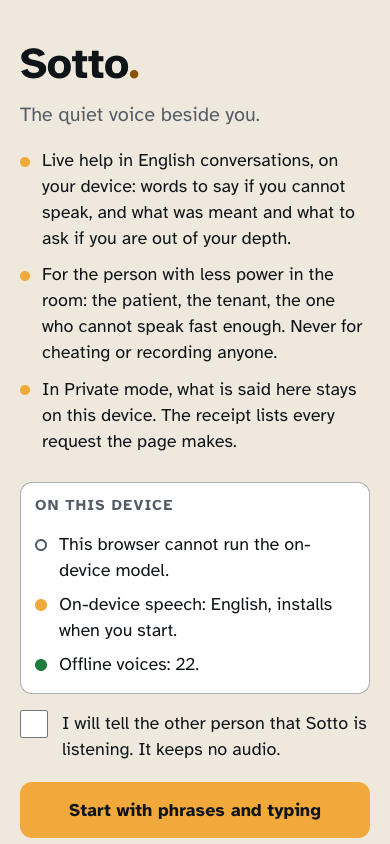 Sotto.
The quiet voice beside you.
Live help in English conversations, on
your device: words to say if you cannot
speak, and what was meant and what to
ask if you are out of your depth.
For the person with less power in the
room: the patient, the tenant, the one
who cannot speak fast enough. Never for
cheating or recording anyone.
In Private mode, what is said here stays
on this device. The receipt lists every
request the page makes.
ON THIS DEVICE
This browser cannot run the on-
device model.
On-device speech: English, installs
when you start.
Offline voices: 22.
I will tell the other person that Sotto is
listening. It keeps no audio.
Start with phrases and typing